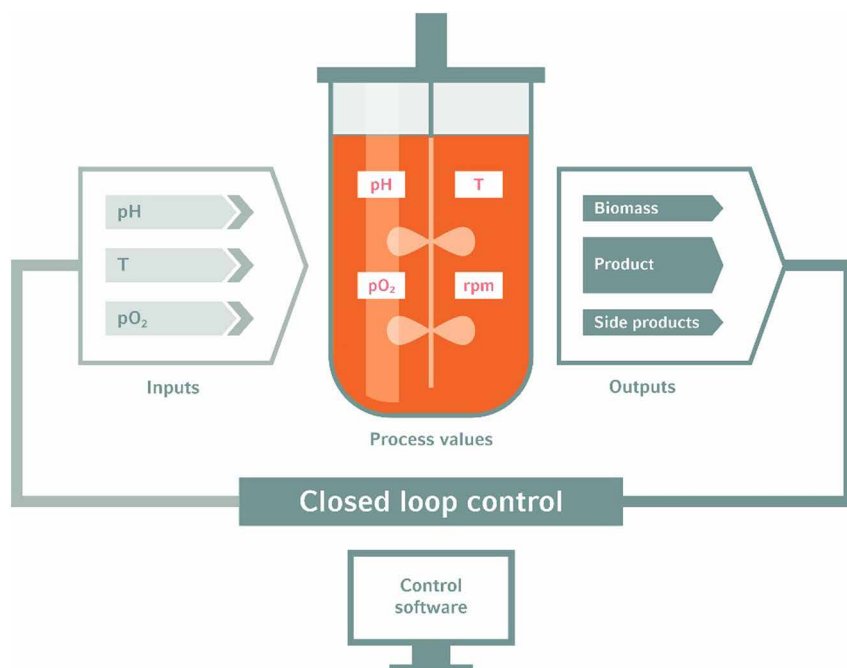 pH
T
pO₂
Inputs
pH
T
pO₂
rpm
Process values
Biomass
Product
Side products
Outputs
Closed loop control
Control
software